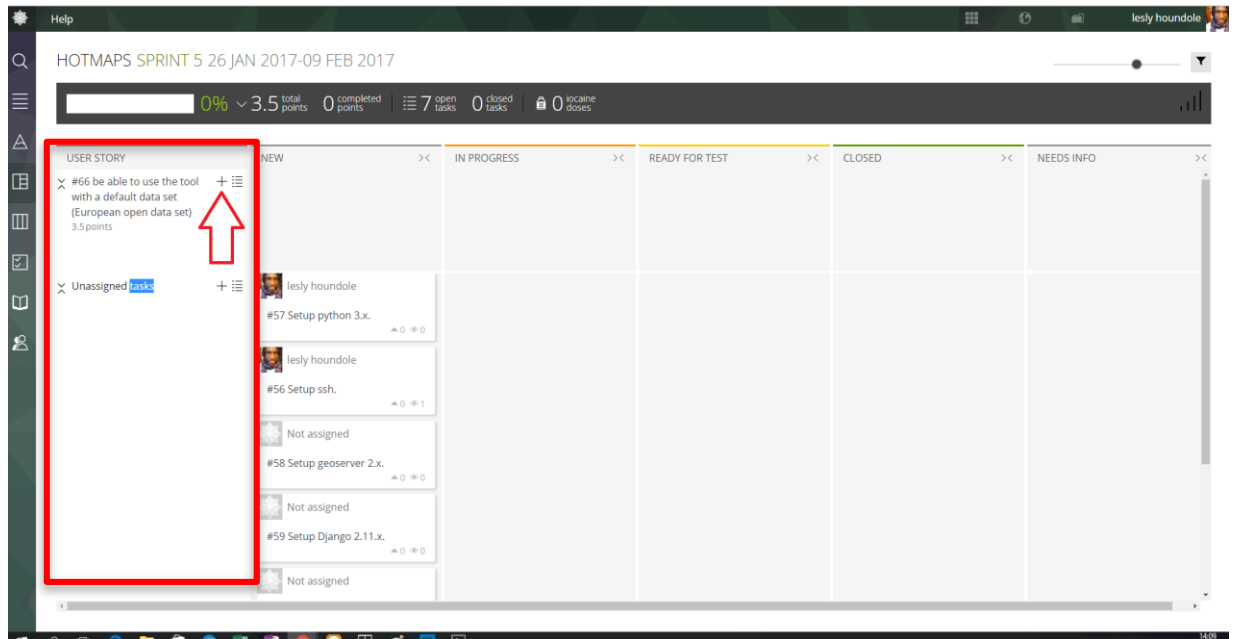 Help
lesly houndole
HOTMAPS SPRINT 5 26 JAN 2017-09 FEB 2017
0% 3.5 total points 0 completed points 7 open tasks 0 closed tasks 0 iocaine doses
USER STORY NEW IN PROGRESS READY FOR TEST CLOSED NEEDS INFO
#66 be able to use the tool
with a default data set
(European open data set)
3.5 points
Unassigned tasks
lesly houndole
#57 Setup python 3.x.
0 0
lesly houndole
#56 Setup ssh.
0 1
Not assigned
#58 Setup geoserver 2.x.
0 0
Not assigned
#59 Setup Django 2.11.x.
0 0
Not assigned
14:09